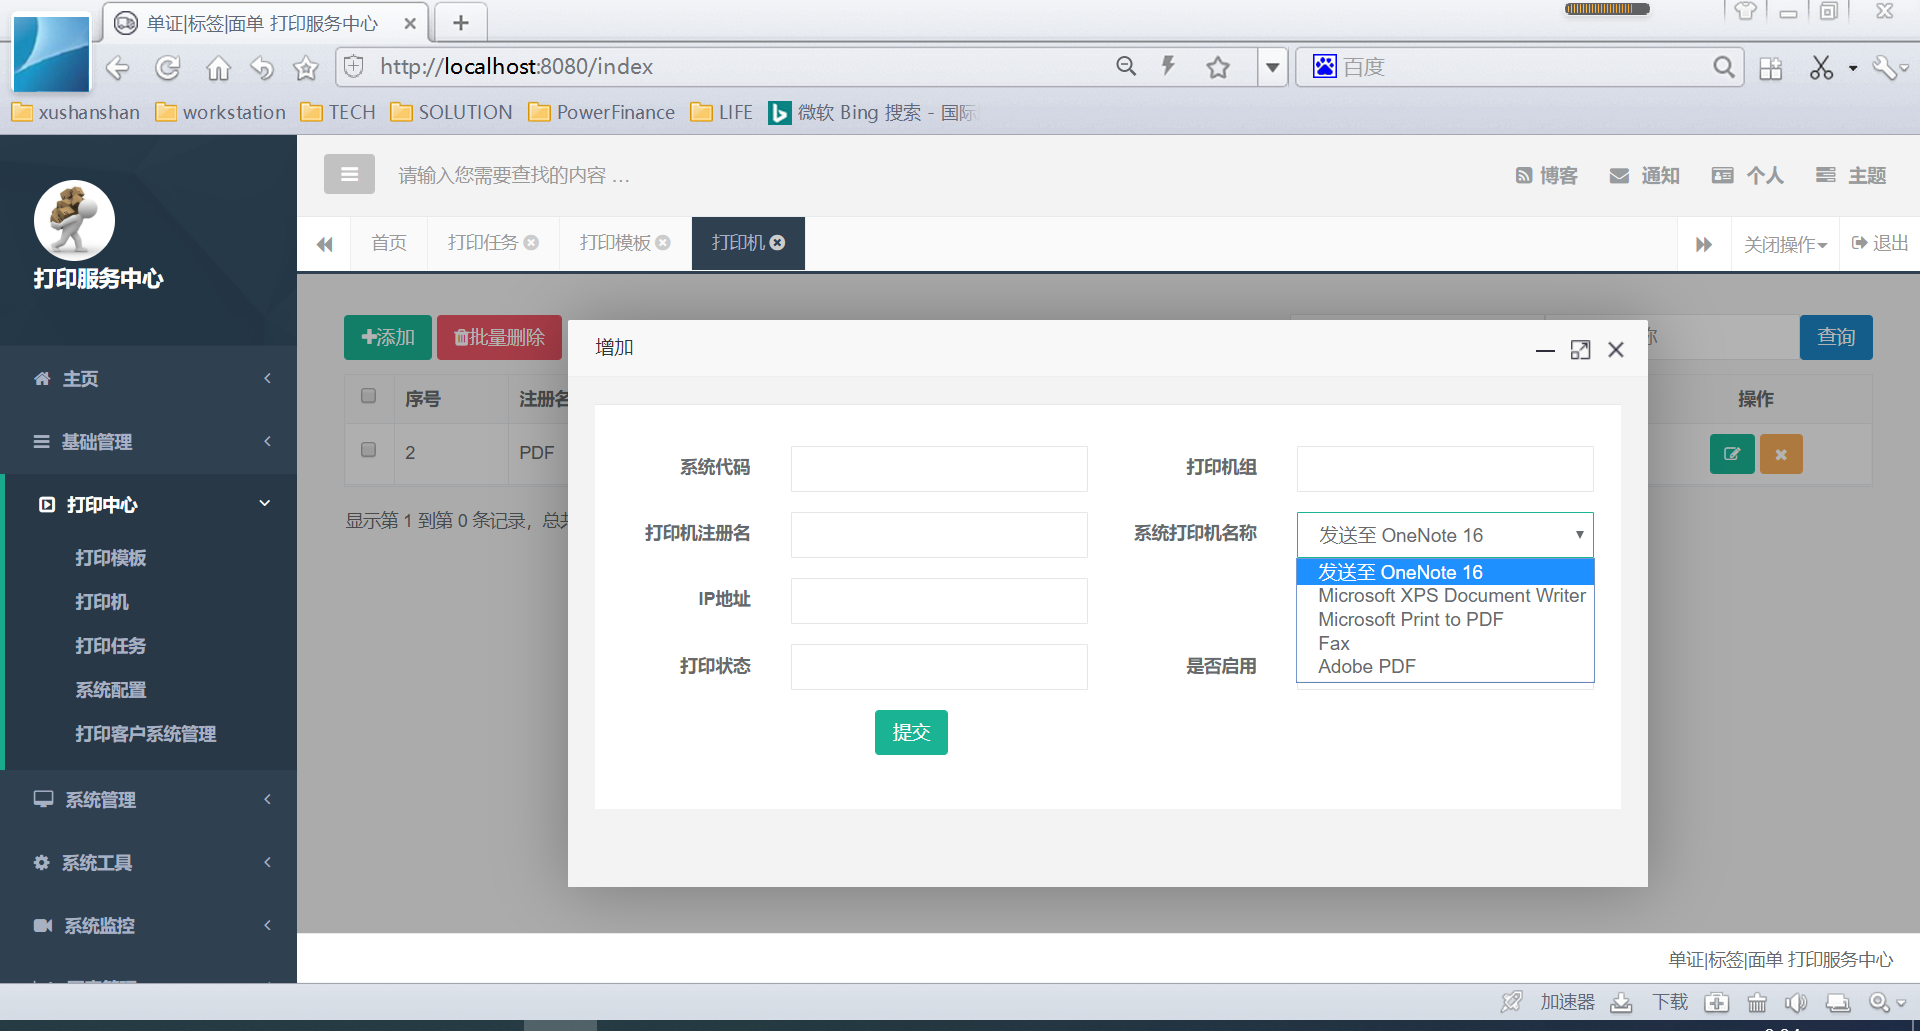 单证|标签|面单 打印服务中心
http://localhost:8080/index
百度
xushanshan workstation TECH SOLUTION PowerFinance LIFE 微软 Bing 搜索 - 国际
请输入您需要查找的内容 …
博客 通知 个人 主题
首页 打印任务 打印模板 打印机 关闭操作 退出
打印服务中心
主页
基础管理
打印中心
打印模板
打印机
打印任务
系统配置
打印客户系统管理
系统管理
系统工具
系统监控
添加 批量删除 查询
序号 注册名 操作
2 PDF
显示第 1 到第 0 条记录，总共
增加
系统代码 打印机组
打印机注册名 系统打印机名称 发送至 OneNote 16
发送至 OneNote 16
Microsoft XPS Document Writer
Microsoft Print to PDF
Fax
Adobe PDF
IP地址
打印状态 是否启用
提交
单证|标签|面单 打印服务中心
加速器 下载